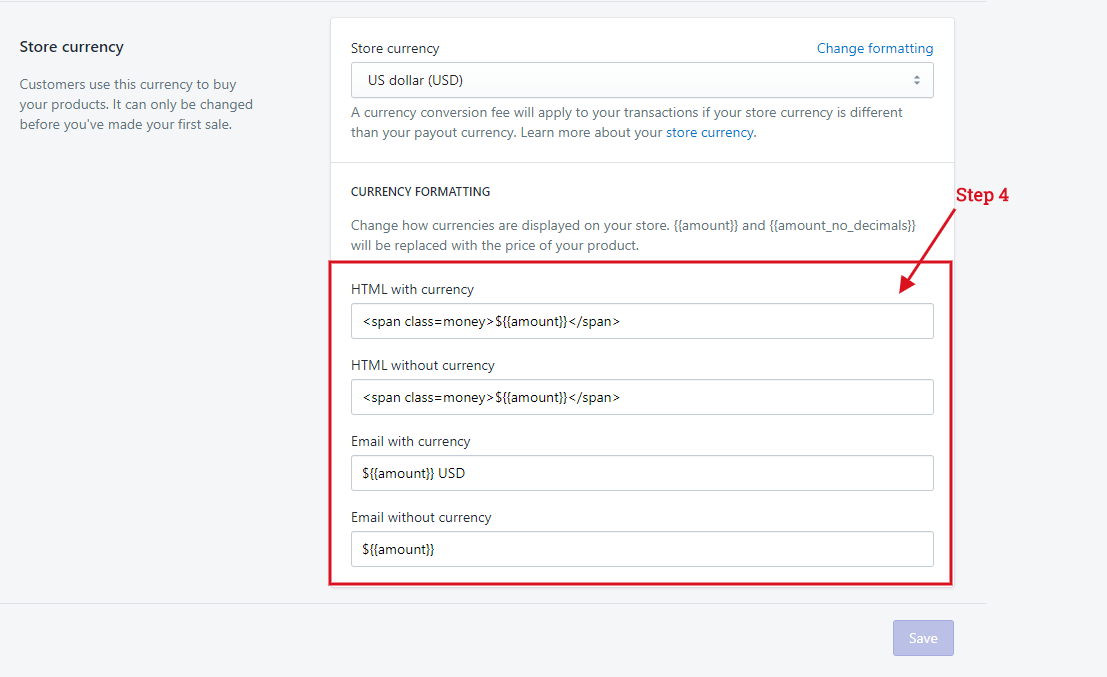 Store currency
Customers use this currency to buy
your products. It can only be changed
before you've made your first sale.
Store currency
Change formatting
US dollar (USD)
A currency conversion fee will apply to your transactions if your store currency is different
than your payout currency. Learn more about your store currency.
CURRENCY FORMATTING
Step 4
Change how currencies are displayed on your store. {{amount}} and {{amount_no_decimals}}
will be replaced with the price of your product.
HTML with currency
<span class=money>${{amount}}</span>
HTML without currency
<span class=money>${{amount}}</span>
Email with currency
${{amount}} USD
Email without currency
${{amount}}
Save